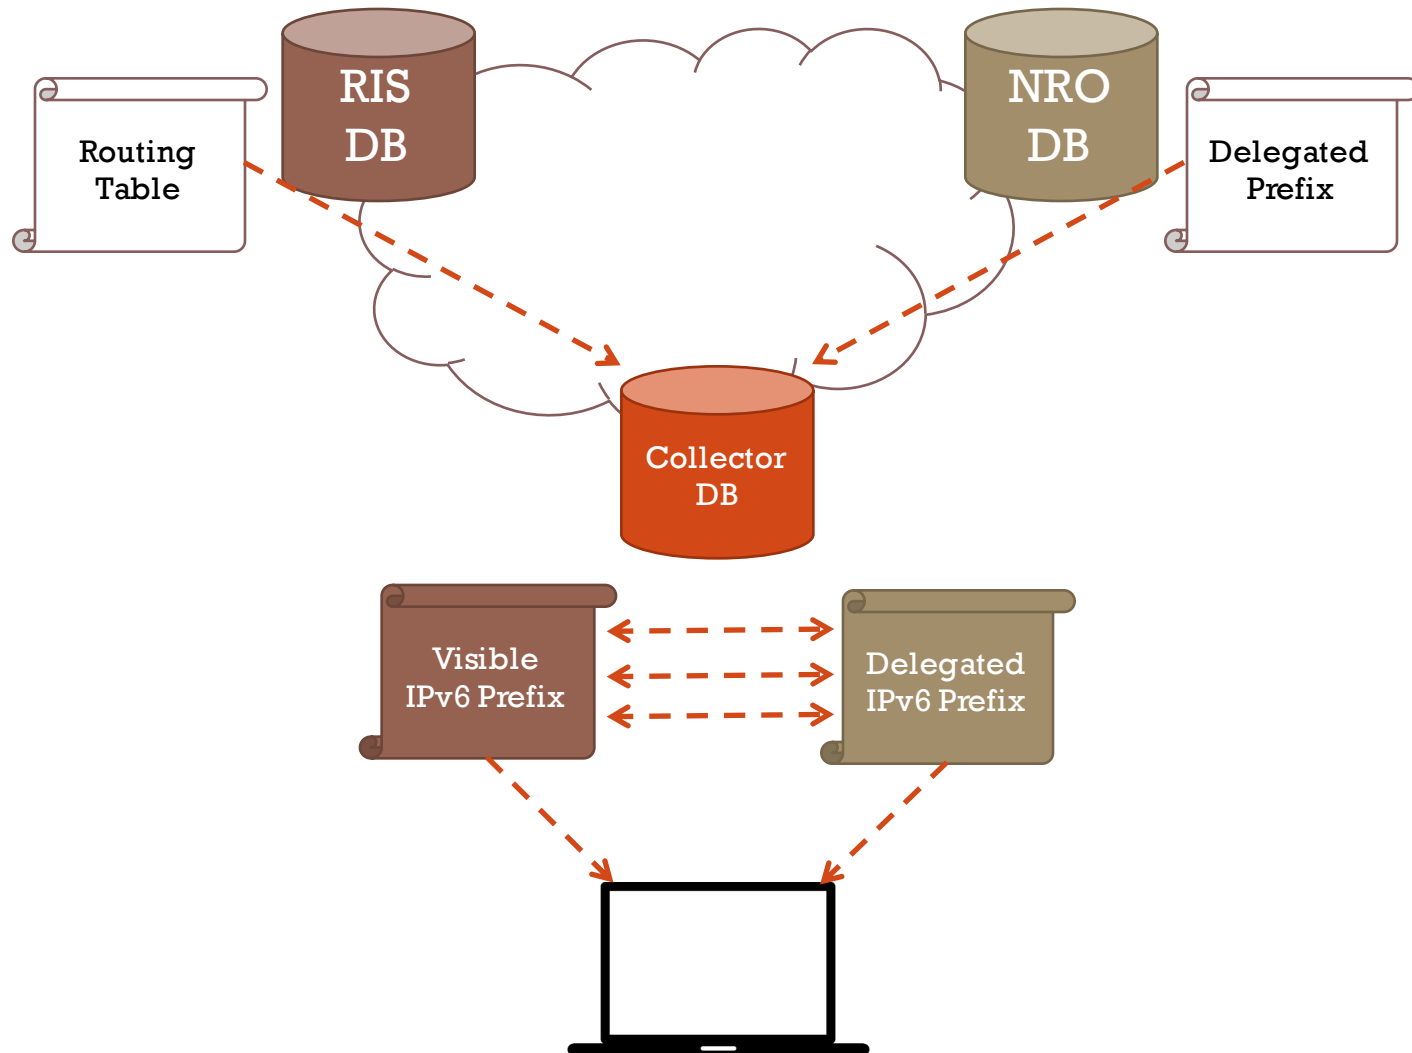 RIS
DB
NRO
DB
Routing
Table
Delegated
Prefix
Collector
DB
Visible
IPv6 Prefix
Delegated
IPv6 Prefix